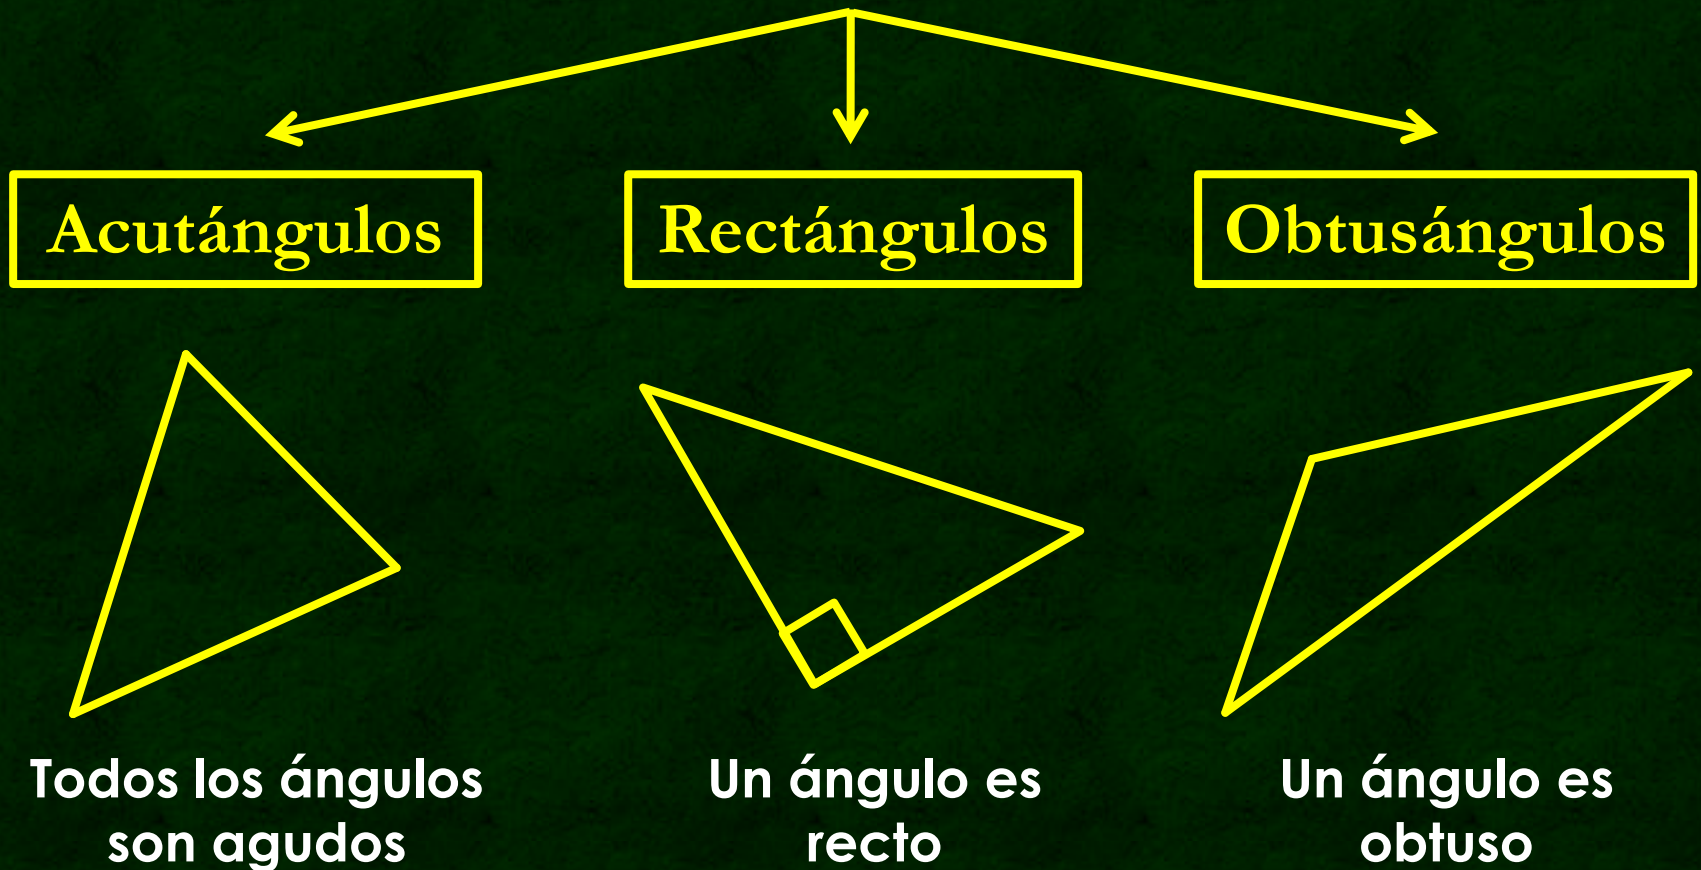 Acutángulos
Rectángulos
Obtusángulos
Todos los ángulos
son agudos
Un ángulo es
recto
Un ángulo es
obtuso